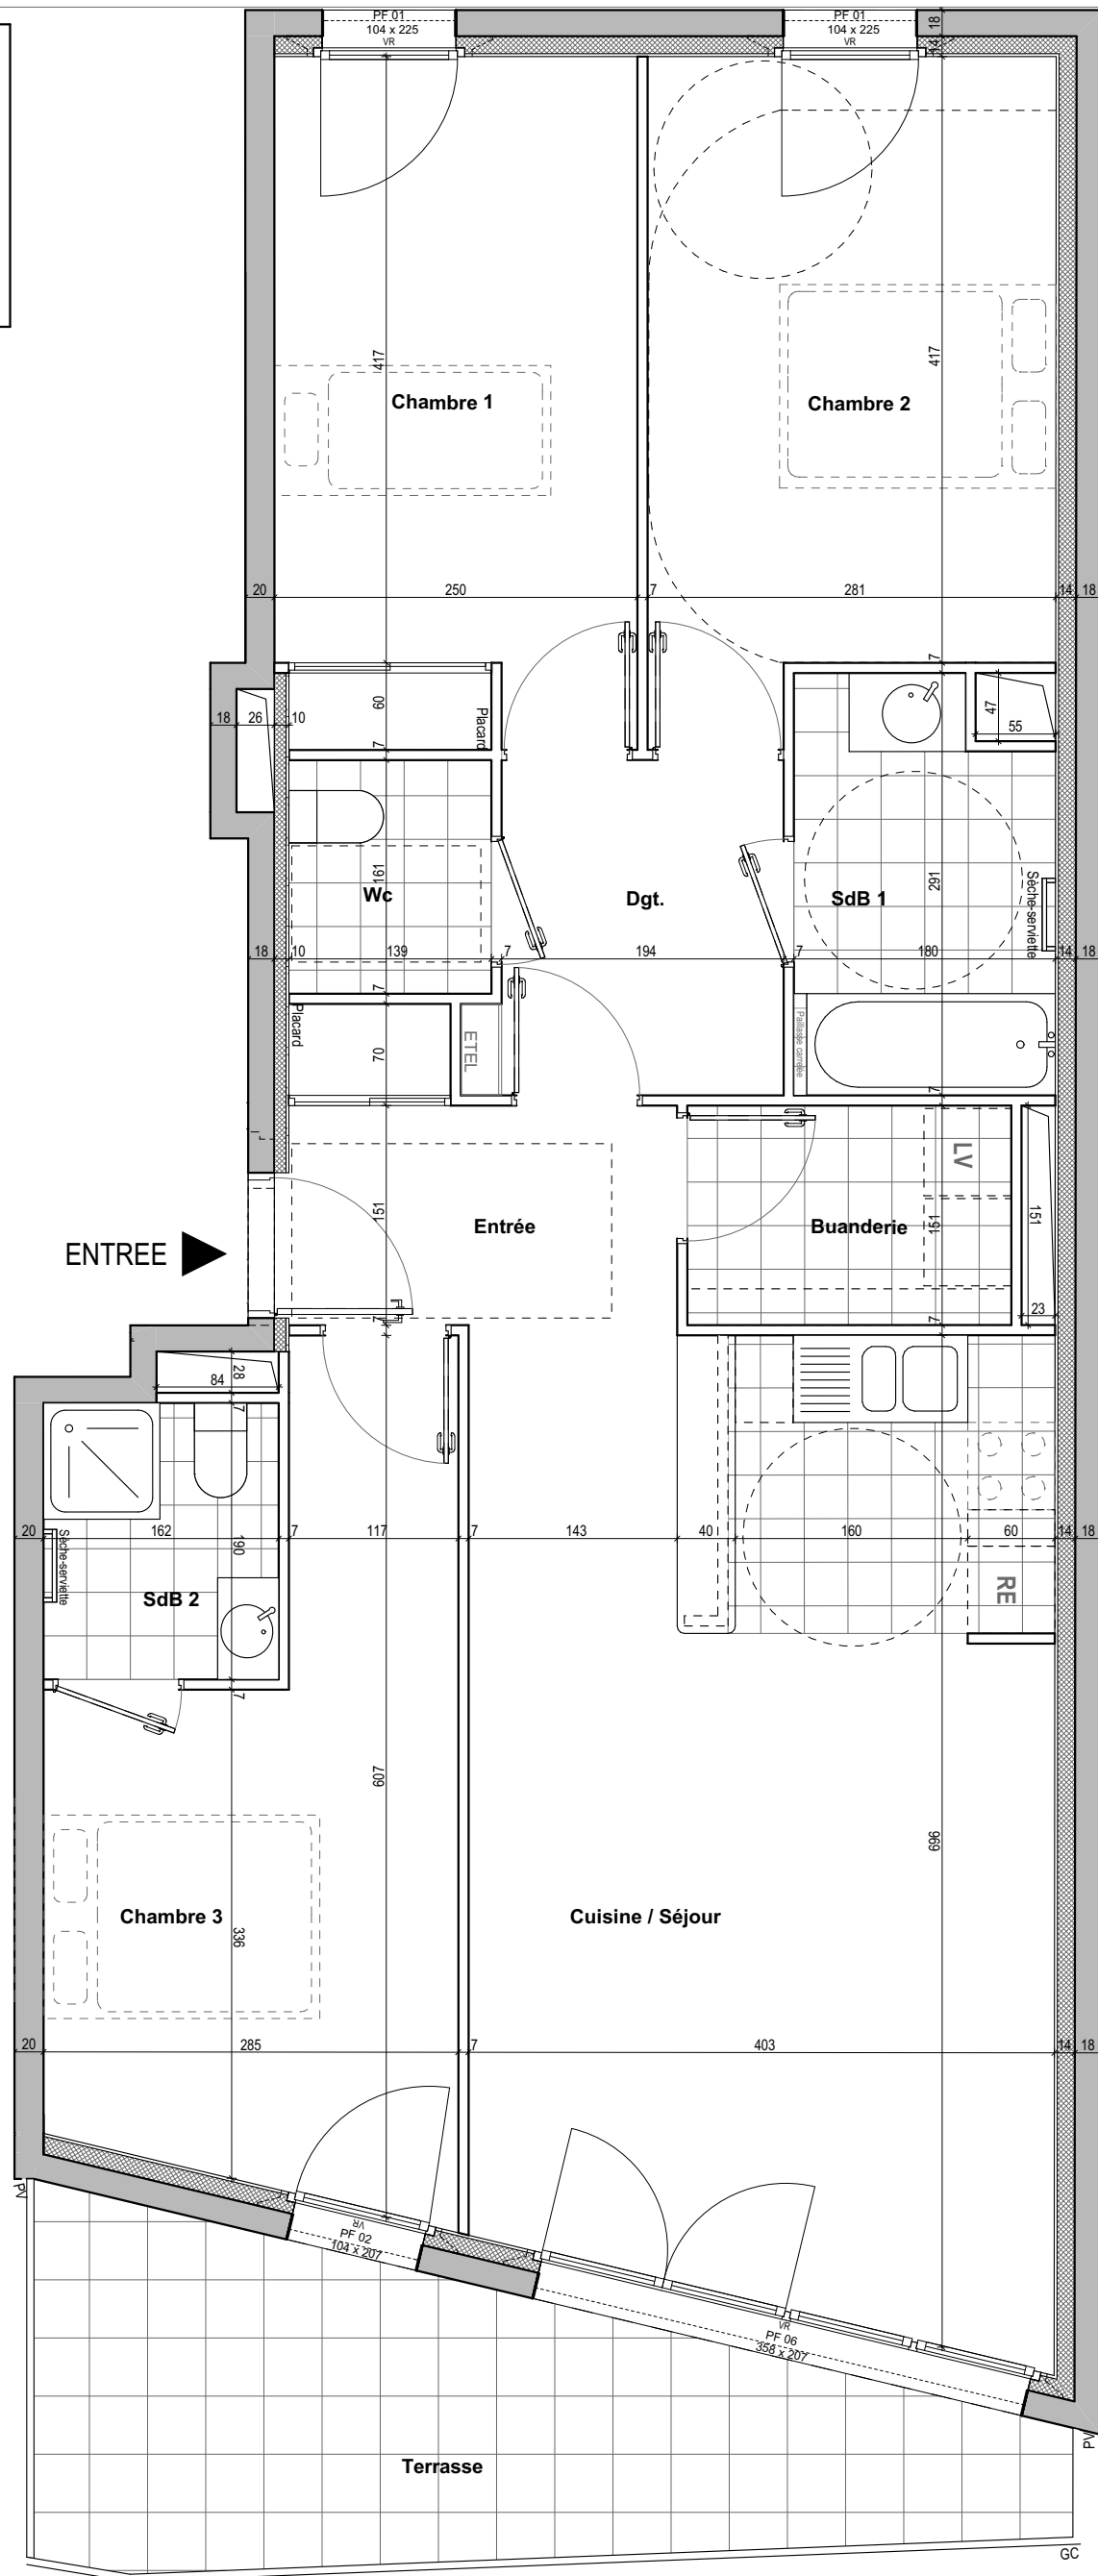 PF 01
104 x 225
VR
PF 01
104 x 225
VR
18
14
417
417
Chambre 1
Chambre 2
20
250
7
281
14
18
7
18
26
10
60
Placard
7
47
55
161
Wc
Dgt.
SdB 1
291
Sèche-serviette
18
10
139
7
194
7
180
14
18
7
Placard
70
ETEL
Paillasse carrelée
7
LV
151
Entrée
Buanderie
151
151
ENTREE
23
7
7
28
84
7
20
162
190
7
117
7
143
40
160
60
14
18
Sèche-serviette
SdB 2
RE
7
607
696
Chambre 3
336
Cuisine / Séjour
20
285
7
403
14
18
PV
VR
PF 02
104 x 207
VR
PF 06
358 x 207
PV
Terrasse
GC